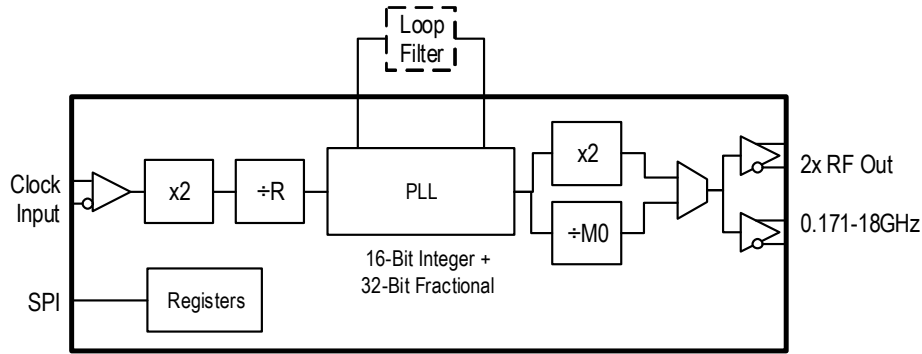 Loop
Filter
Clock
Input
x2
÷R
PLL
16-Bit Integer +
32-Bit Fractional
x2
÷M0
2x RF Out
0.171-18GHz
SPI
Registers